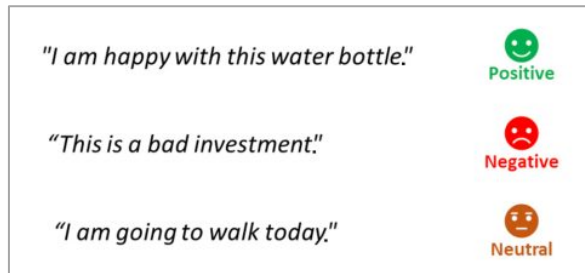 "I am happy with this water bottle."
Positive
“This is a bad investment."
Negative
“I am going to walk today."
Neutral